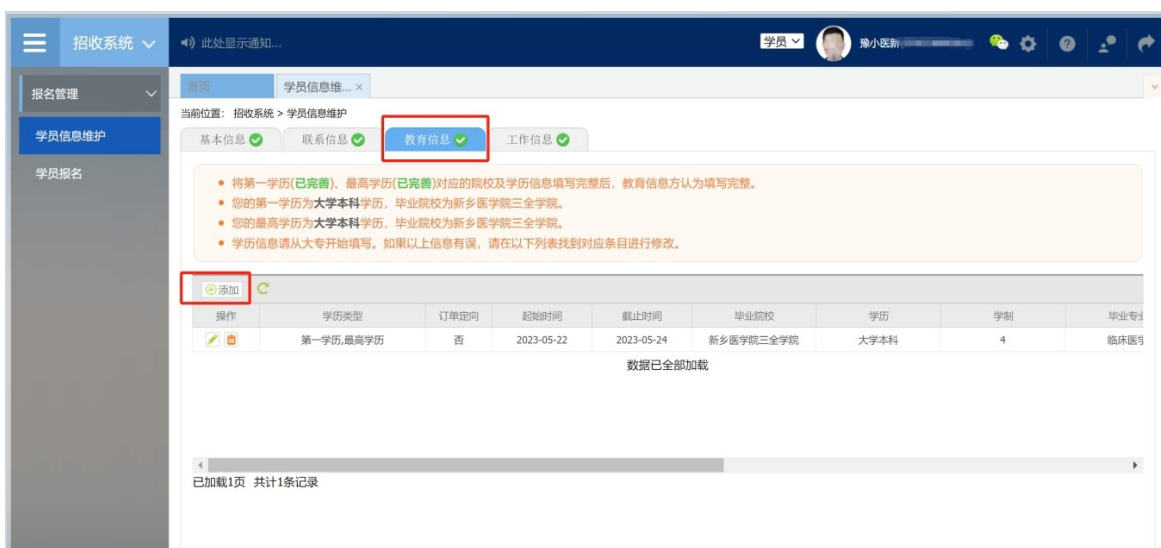 招收系统
此处显示通知...
学员
豫小医新
报名管理
首页
学员信息维... ×
当前位置： 招收系统 > 学员信息维护
学员信息维护
基本信息
联系信息
教育信息
工作信息
学员报名
• 将第一学历(已完善)、最高学历(已完善)对应的院校及学历信息填写完整后，教育信息方认为填写完整。
• 您的第一学历为大学本科学历，毕业院校为新乡医学院三全学院。
• 您的最高学历为大学本科学历，毕业院校为新乡医学院三全学院。
• 学历信息请从大专开始填写。如果以上信息有误，请在以下列表找到对应条目进行修改。
添加
操作 学历类型 订单定向 起始时间 截止时间 毕业院校 学历 学制 毕业专业
第一学历,最高学历 否 2023-05-22 2023-05-24 新乡医学院三全学院 大学本科 4 临床医学
数据已全部加载
已加载1页 共计1条记录